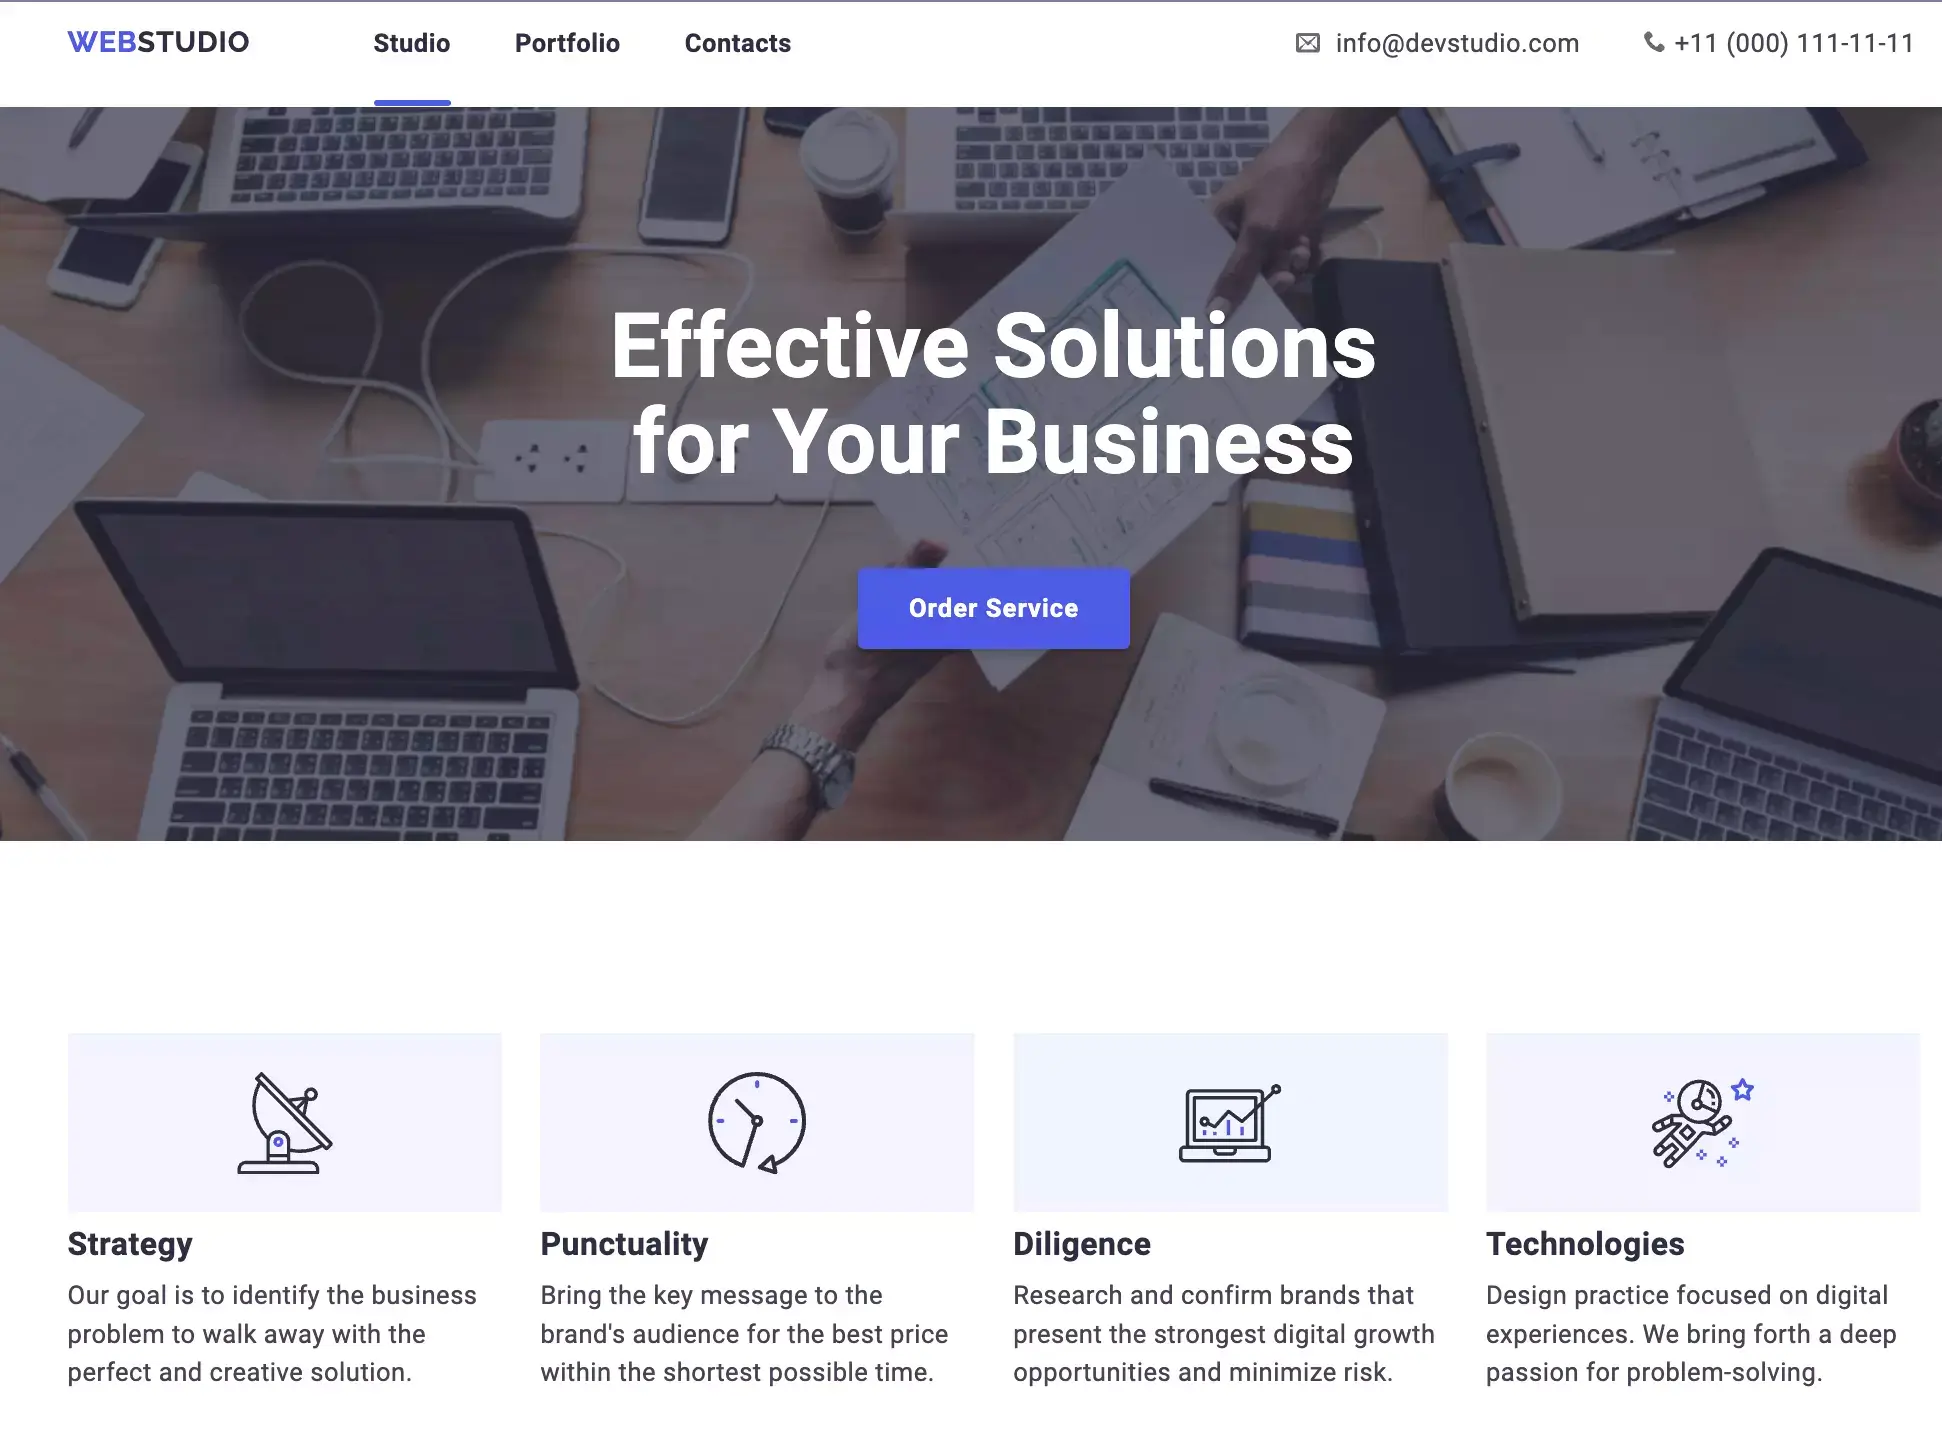 WEBSTUDIO
Studio
Portfolio
Contacts
info@devstudio.com
+11 (000) 111-11-11
Effective Solutions
for Your Business
Order Service
Strategy
Our goal is to identify the business
problem to walk away with the
perfect and creative solution.
Punctuality
Bring the key message to the
brand's audience for the best price
within the shortest possible time.
Diligence
Research and confirm brands that
present the strongest digital growth
opportunities and minimize risk.
Technologies
Design practice focused on digital
experiences. We bring forth a deep
passion for problem-solving.